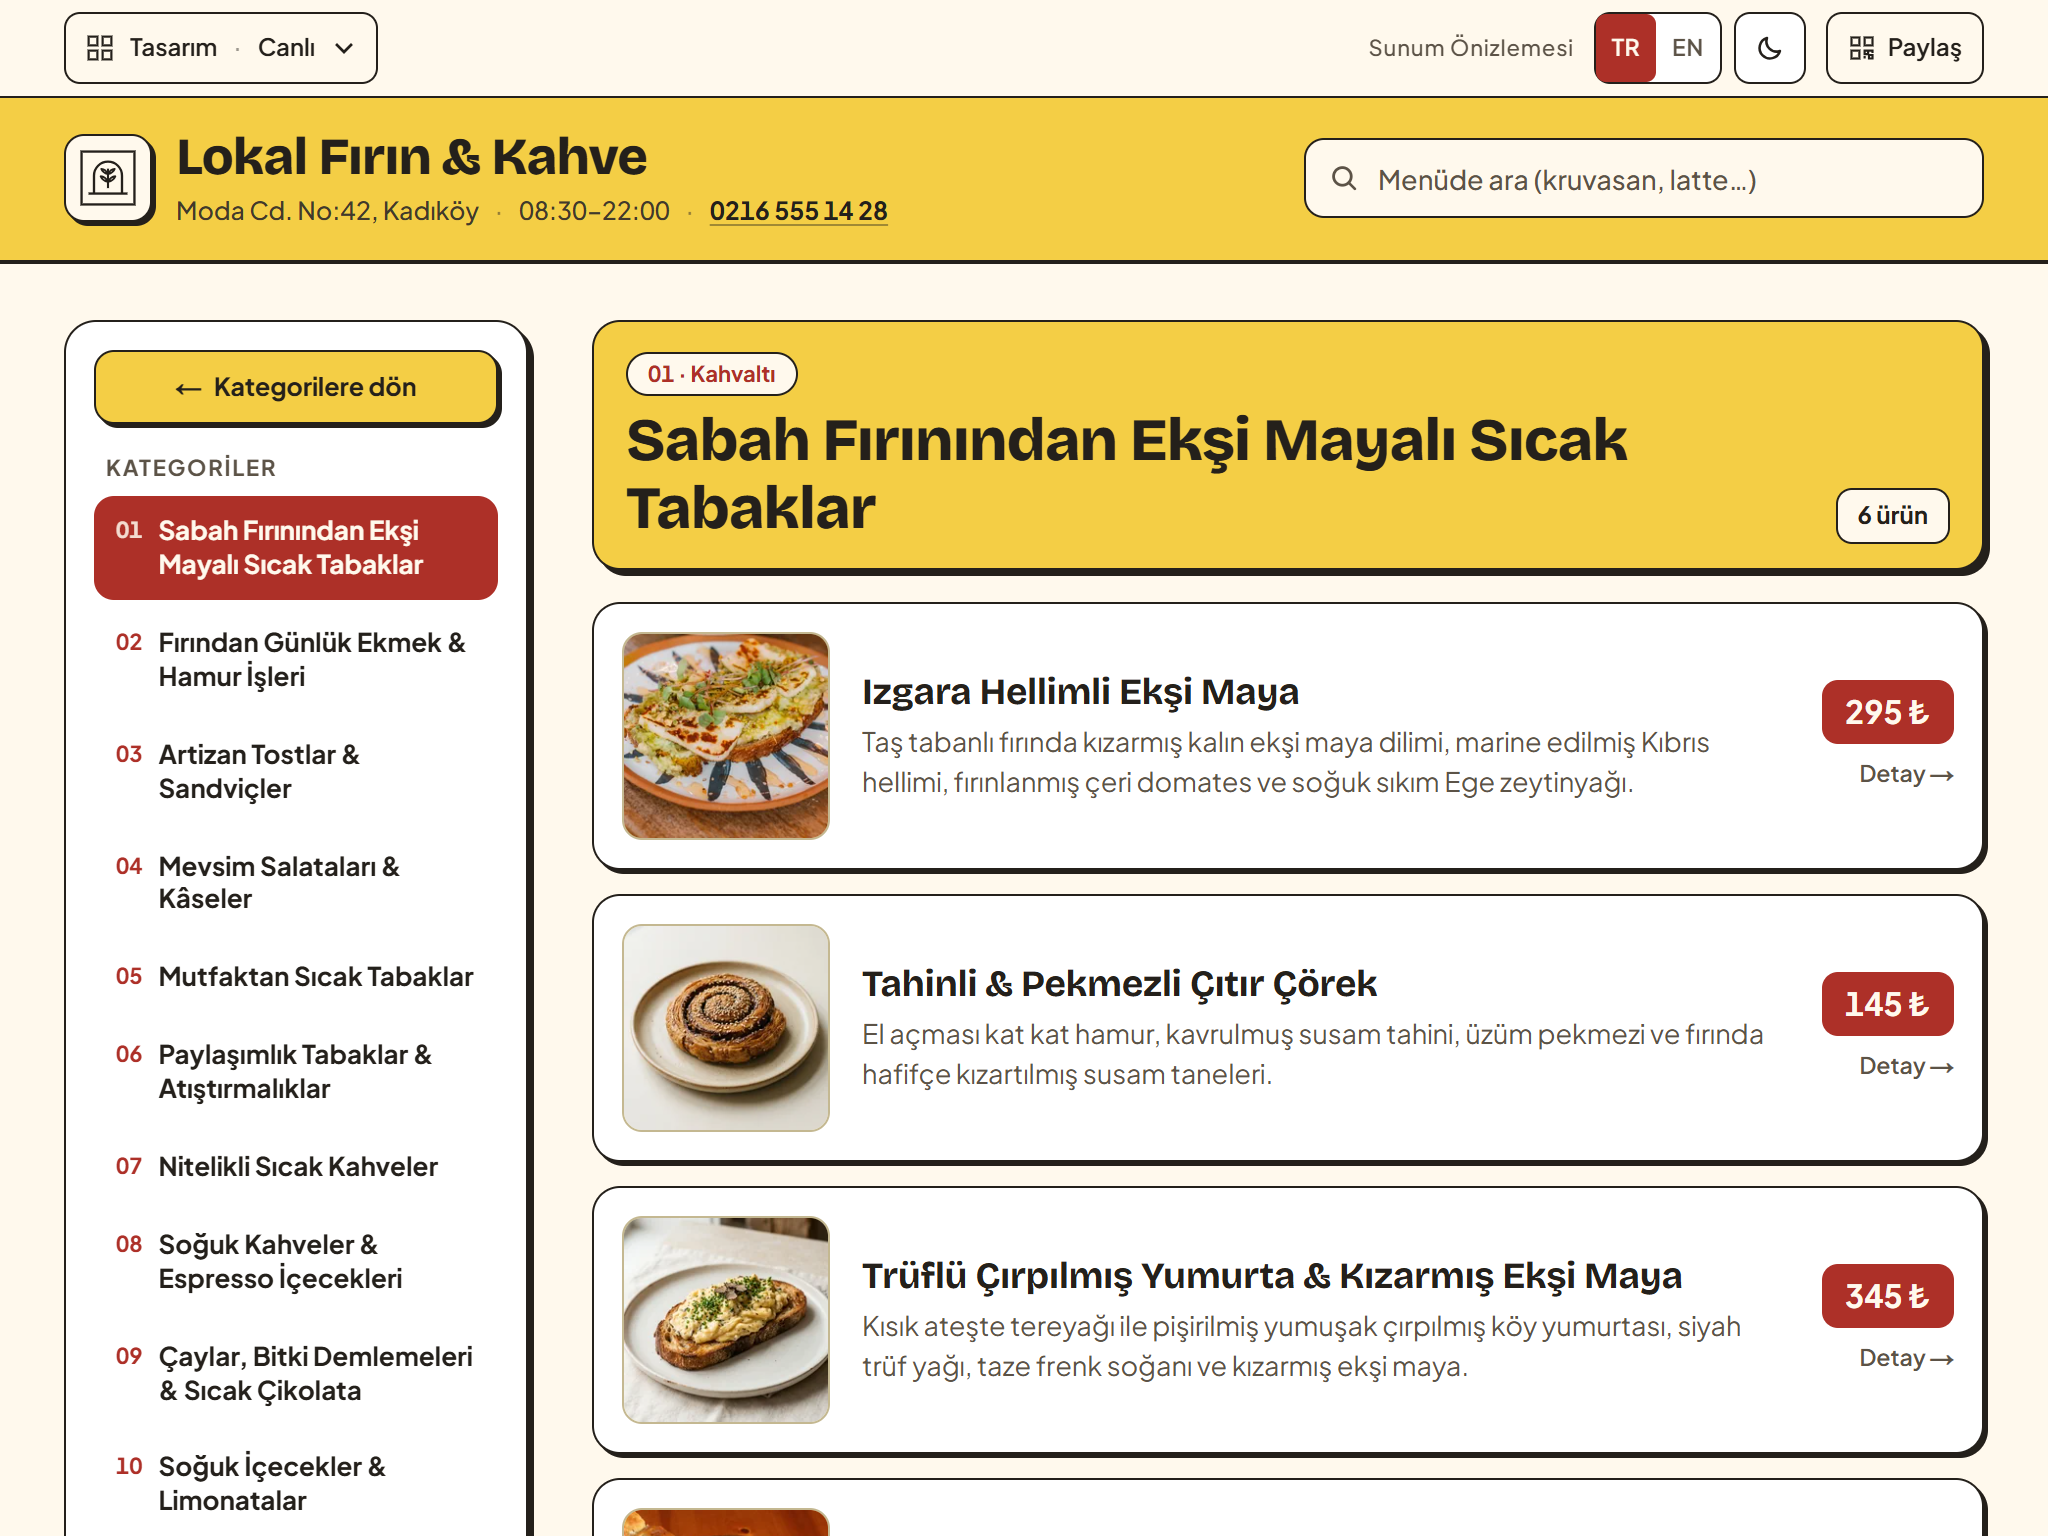 Tasarım · Canlı
Sunum Önizlemesi
TR EN
Paylaş
Lokal Fırın & Kahve
Moda Cd. No:42, Kadıköy · 08:30–22:00 · 0216 555 14 28
Menüde ara (kruvasan, latte...)
← Kategorilere dön
KATEGORİLER
01 Sabah Fırınından Ekşi
Mayalı Sıcak Tabaklar
02 Fırından Günlük Ekmek &
Hamur İşleri
03 Artizan Tostlar &
Sandviçler
04 Mevsim Salataları &
Kâseler
05 Mutfaktan Sıcak Tabaklar
06 Paylaşımlık Tabaklar &
Atıştırmalıklar
07 Nitelikli Sıcak Kahveler
08 Soğuk Kahveler &
Espresso İçecekleri
09 Çaylar, Bitki Demlemeleri
& Sıcak Çikolata
10 Soğuk İçecekler &
Limonatalar
01 · Kahvaltı
Sabah Fırınından Ekşi Mayalı Sıcak
Tabaklar
6 ürün
Izgara Hellimli Ekşi Maya
Taş tabanlı fırında kızarmış kalın ekşi maya dilimi, marine edilmiş Kıbrıs
hellimi, fırınlanmış çeri domates ve soğuk sıkım Ege zeytinyağı.
295 ₺
Detay →
Tahinli & Pekmezli Çıtır Çörek
El açması kat kat hamur, kavrulmuş susam tahini, üzüm pekmezi ve fırında
hafifçe kızartılmış susam taneleri.
145 ₺
Detay →
Trüflü Çırpılmış Yumurta & Kızarmış Ekşi Maya
Kısık ateşte tereyağı ile pişirilmiş yumuşak çırpılmış köy yumurtası, siyah
trüf yağı, taze frenk soğanı ve kızarmış ekşi maya.
345 ₺
Detay →